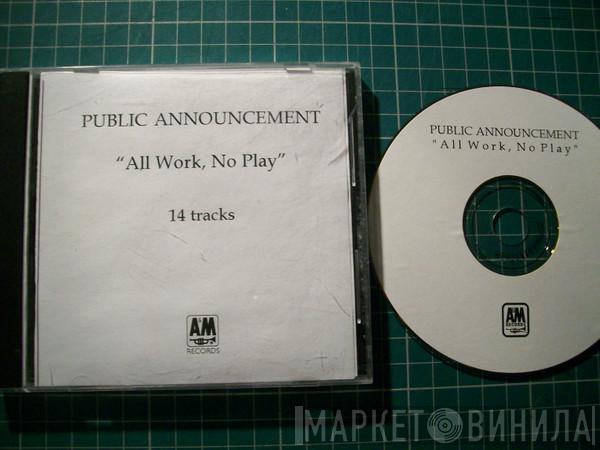 PUBLIC ANNOUNCEMENT
“All Work, No Play”
14 tracks
A&M
RECORDS
PUBLIC ANNOUNCEMENT
"All Work, No Play"
A&M
RECORDS
МАРКЕТ ВИНИЛА